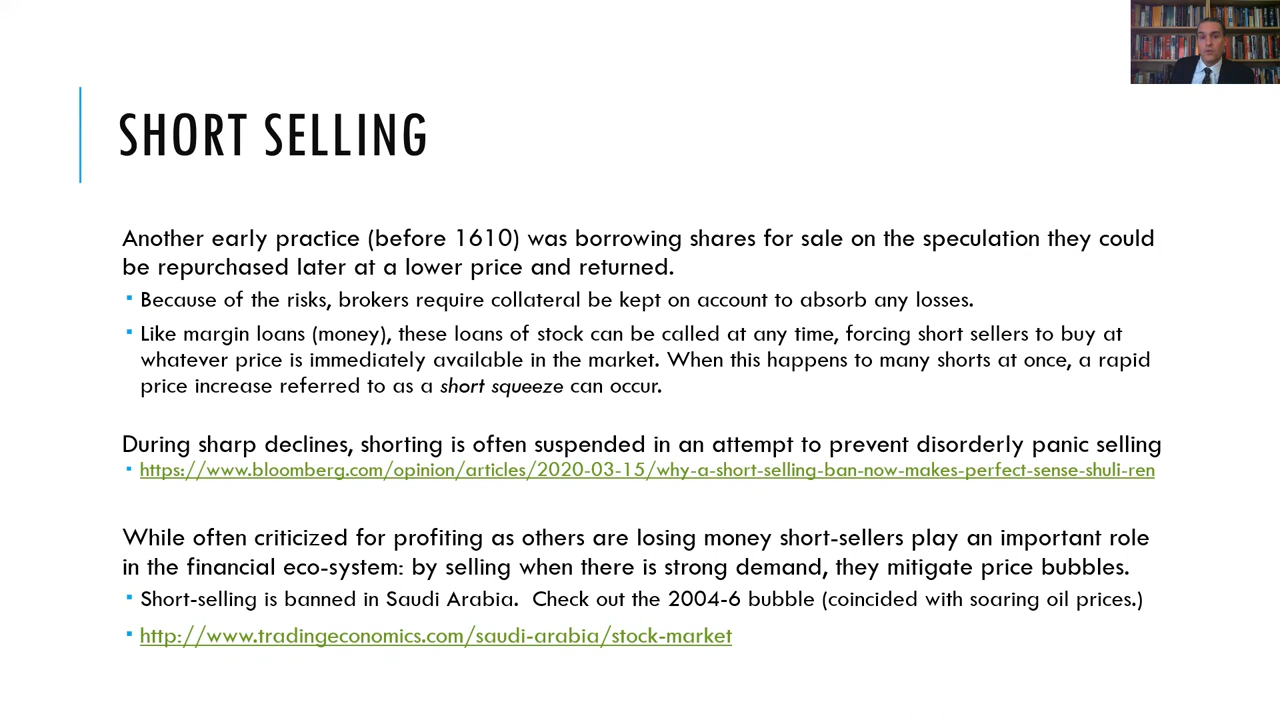 SHORT SELLING
Another early practice (before 1610) was borrowing shares for sale on the speculation they could
be repurchased later at a lower price and returned.
▪ Because of the risks, brokers require collateral be kept on account to absorb any losses.
▪ Like margin loans (money), these loans of stock can be called at any time, forcing short sellers to buy at
whatever price is immediately available in the market. When this happens to many shorts at once, a rapid
price increase referred to as a short squeeze can occur.
During sharp declines, shorting is often suspended in an attempt to prevent disorderly panic selling
▪ https://www.bloomberg.com/opinion/articles/2020-03-15/why-a-short-selling-ban-now-makes-perfect-sense-shuli-ren
While often criticized for profiting as others are losing money short-sellers play an important role
in the financial eco-system: by selling when there is strong demand, they mitigate price bubbles.
▪ Short-selling is banned in Saudi Arabia. Check out the 2004-6 bubble (coincided with soaring oil prices.)
▪ http://www.tradingeconomics.com/saudi-arabia/stock-market